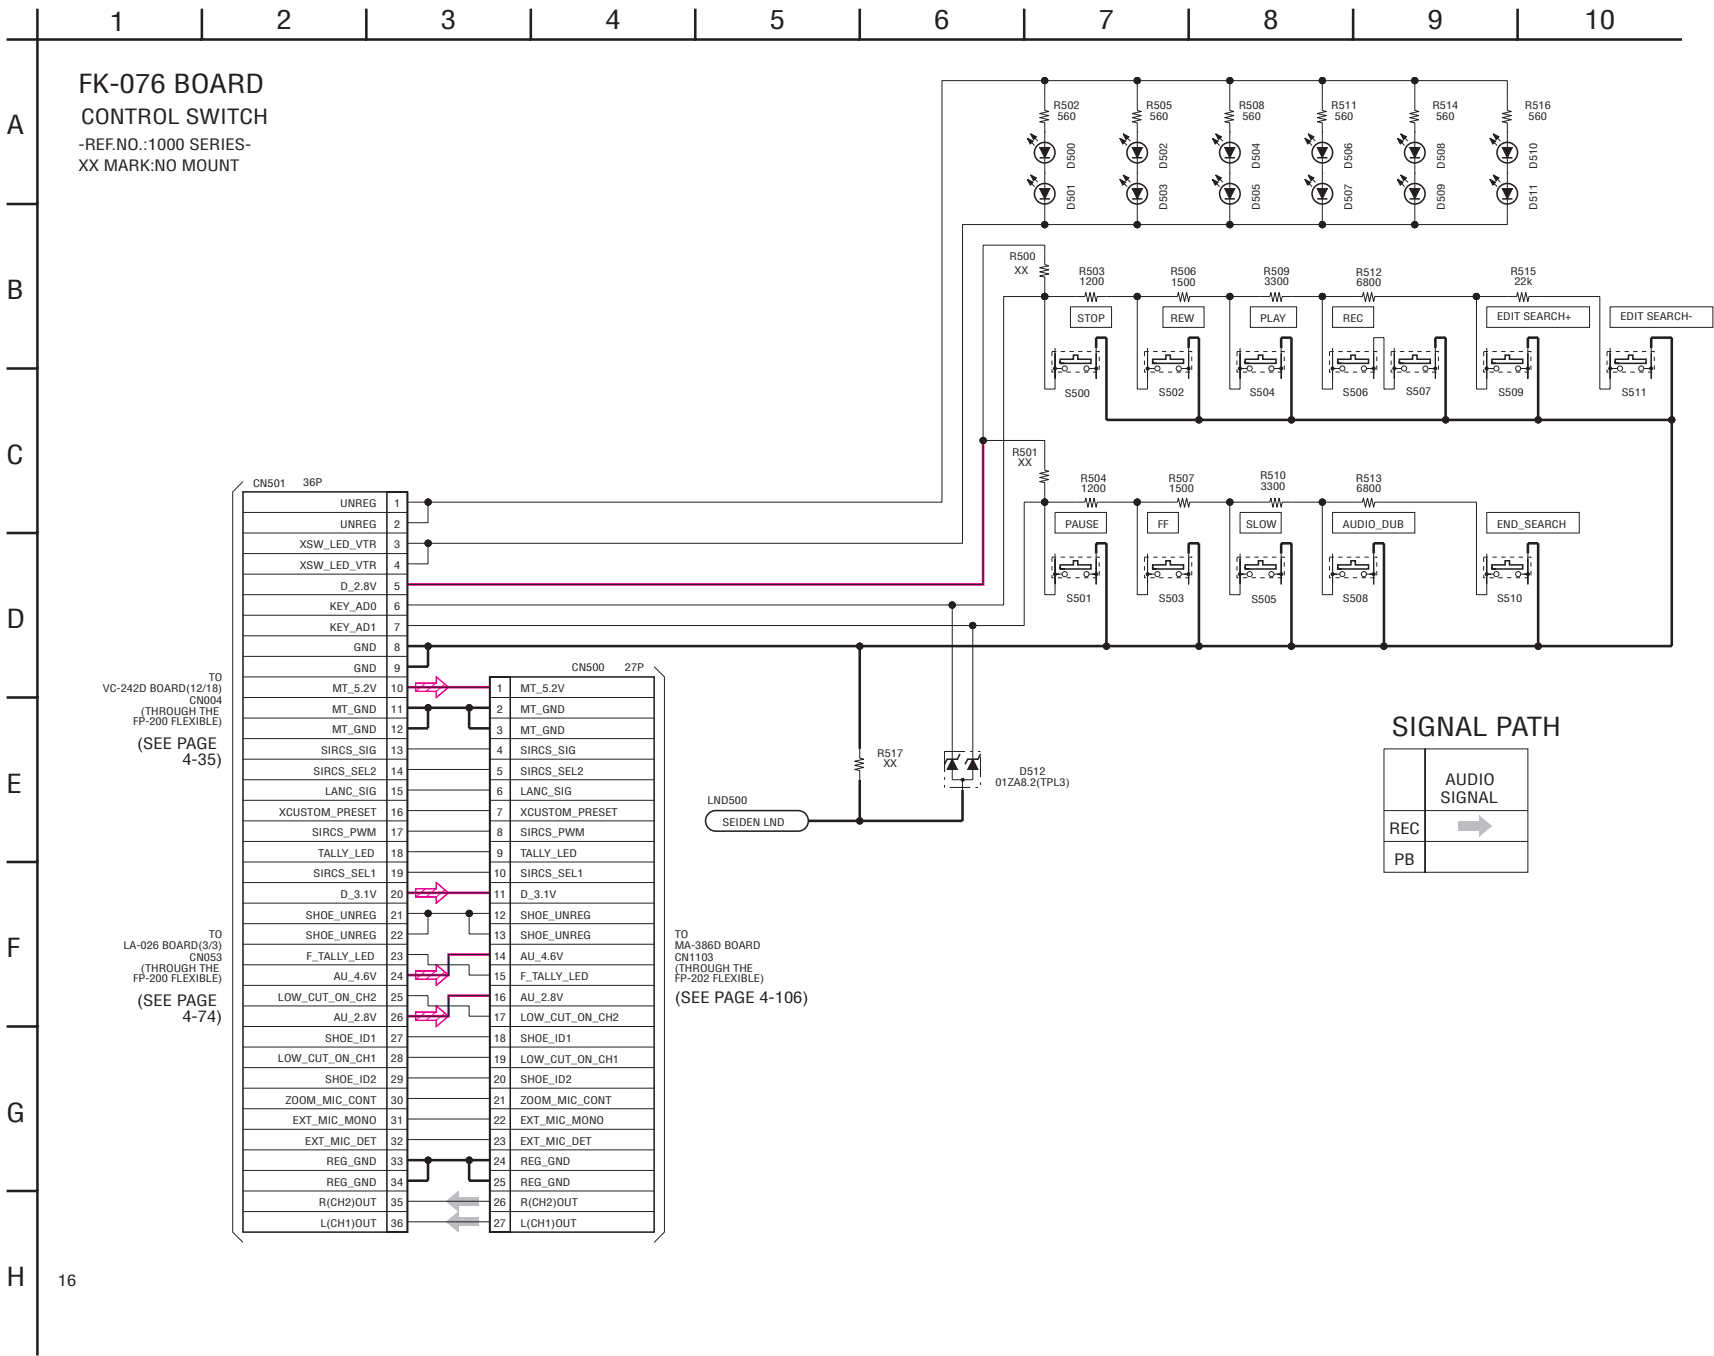 1 2 3 4 5 6 7 8 9 10
A
B
C
D
E
F
G
H
FK-076 BOARD
CONTROL SWITCH
-REF.NO.:1000 SERIES-
XX MARK:NO MOUNT
R502
560
R505
560
R508
560
R511
560
R514
560
R516
560
D500
D502
D504
D506
D508
D510
D501
D503
D505
D507
D509
D511
R500
XX
R503
1200
R506
1500
R509
3300
R512
6800
R515
22k
STOP
REW
PLAY
REC
EDIT SEARCH+
EDIT SEARCH-
S500
S502
S504
S506
S507
S509
S511
R501
XX
R504
1200
R507
1500
R510
3300
R513
6800
PAUSE
FF
SLOW
AUDIO_DUB
END_SEARCH
S501
S503
S505
S508
S510
CN501 36P
UNREG 1
UNREG 2
XSW_LED_VTR 3
XSW_LED_VTR 4
D_2.8V 5
KEY_AD0 6
KEY_AD1 7
GND 8
GND 9
MT_5.2V 10
MT_GND 11
MT_GND 12
SIRCS_SIG 13
SIRCS_SEL2 14
LANC_SIG 15
XCUSTOM_PRESET 16
SIRCS_PWM 17
TALLY_LED 18
SIRCS_SEL1 19
D_3.1V 20
SHOE_UNREG 21
SHOE_UNREG 22
F_TALLY_LED 23
AU_4.6V 24
LOW_CUT_ON_CH2 25
AU_2.8V 26
SHOE_ID1 27
LOW_CUT_ON_CH1 28
SHOE_ID2 29
ZOOM_MIC_CONT 30
EXT_MIC_MONO 31
EXT_MIC_DET 32
REG_GND 33
REG_GND 34
R(CH2)OUT 35
L(CH1)OUT 36
CN500 27P
1 MT_5.2V
2 MT_GND
3 MT_GND
4 SIRCS_SIG
5 SIRCS_SEL2
6 LANC_SIG
7 XCUSTOM_PRESET
8 SIRCS_PWM
9 TALLY_LED
10 SIRCS_SEL1
11 D_3.1V
12 SHOE_UNREG
13 SHOE_UNREG
14 AU_4.6V
15 F_TALLY_LED
16 AU_2.8V
17 LOW_CUT_ON_CH2
18 SHOE_ID1
19 LOW_CUT_ON_CH1
20 SHOE_ID2
21 ZOOM_MIC_CONT
22 EXT_MIC_MONO
23 EXT_MIC_DET
24 REG_GND
25 REG_GND
26 R(CH2)OUT
27 L(CH1)OUT
TO
VC-242D BOARD(12/18)
CN004
(THROUGH THE
FP-200 FLEXIBLE)
(SEE PAGE
4-35)
TO
LA-026 BOARD(3/3)
CN053
(THROUGH THE
FP-200 FLEXIBLE)
(SEE PAGE
4-74)
TO
MA-386D BOARD
CN1103
(THROUGH THE
FP-202 FLEXIBLE)
(SEE PAGE 4-106)
R517
XX
D512
01ZA8.2(TPL3)
LND500
SEIDEN LND
SIGNAL PATH
AUDIO
SIGNAL
REC
PB
16